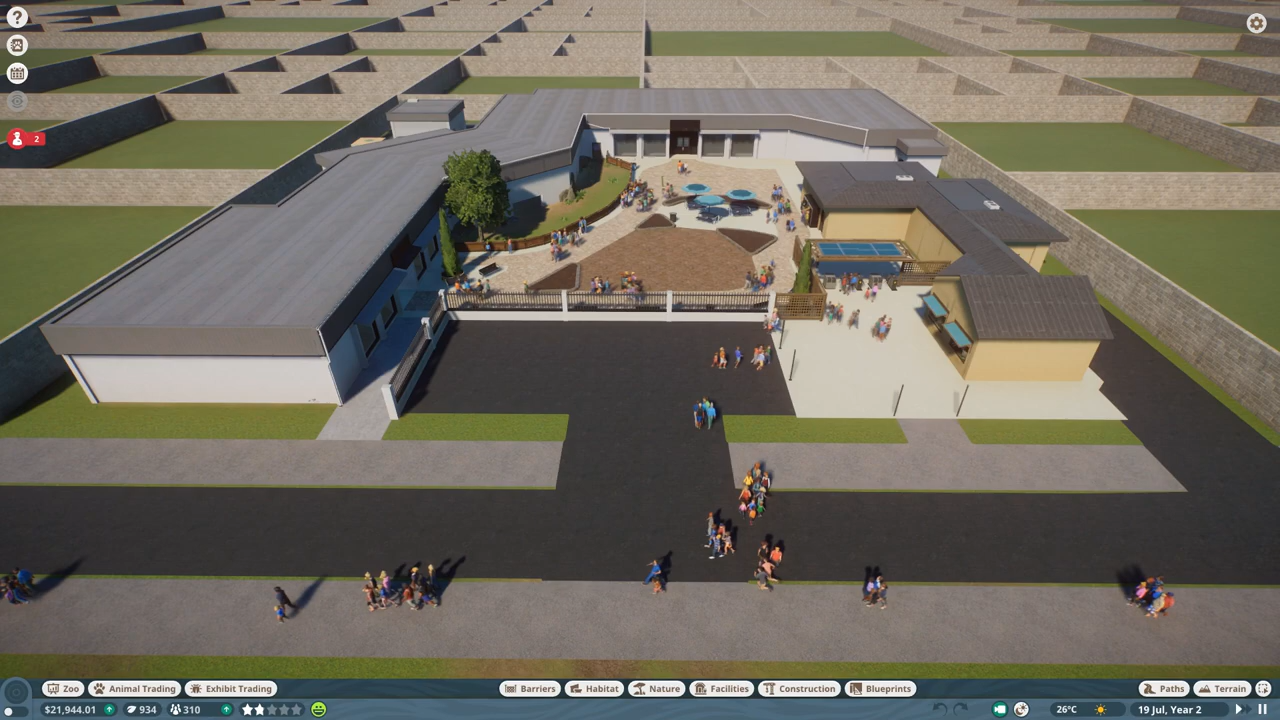 ?
2
Zoo
Animal Trading
Exhibit Trading
Barriers
Habitat
Nature
Facilities
Construction
Blueprints
Paths
Terrain
$21,944.01
934
310
26°C
19 Jul, Year 2